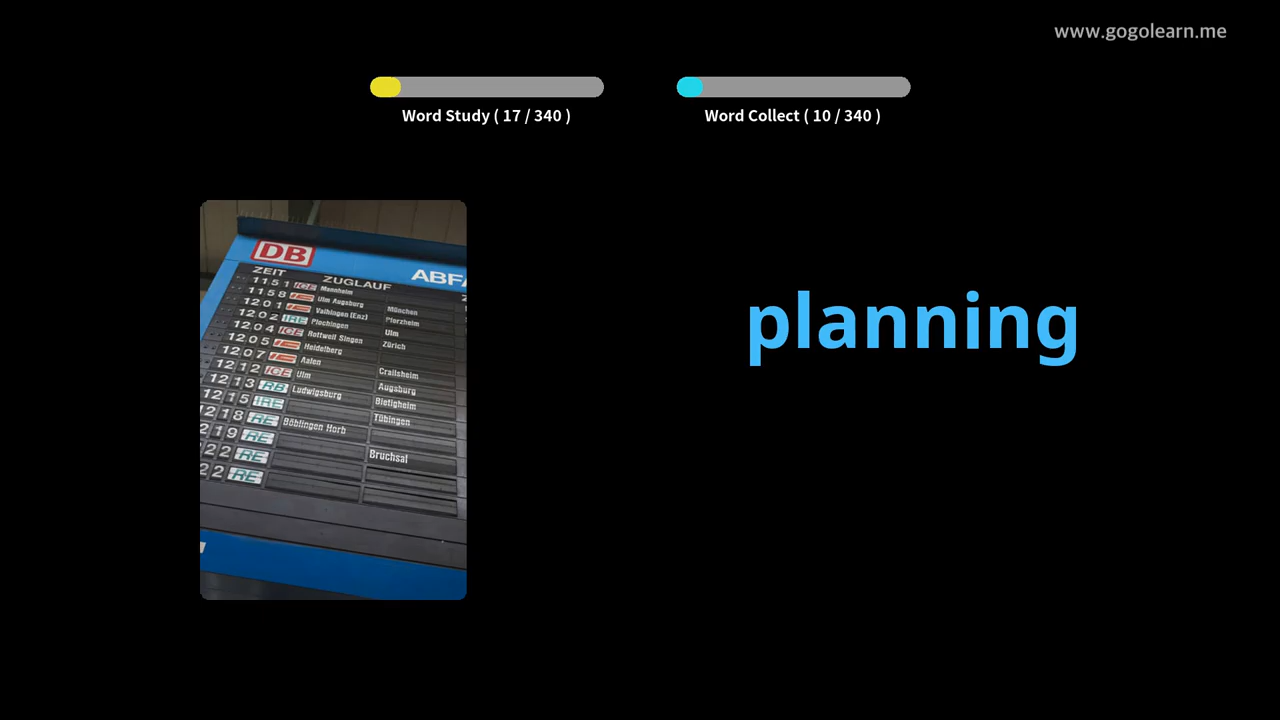 www.gogolearn.me
Word Study ( 17 / 340 )
Word Collect ( 10 / 340 )
planning
DB
ABFA
ZEIT ZUGLAUF
1151 ICE Mannheim
1158 Ulm Augsburg München
1201 Vaihingen (Enz) Pforzheim
1202 IRE Plochingen Ulm
1204 ICE Rottweil Singen Zürich
1205 Heidelberg
1207 Aalen Crailsheim
1212 ICE Ulm Augsburg
1213 RB Ludwigsburg Bietigheim
1215 IRE Tübingen
1218 RE Böblingen Horb
219 RE Bruchsal
22 RE
22 RE